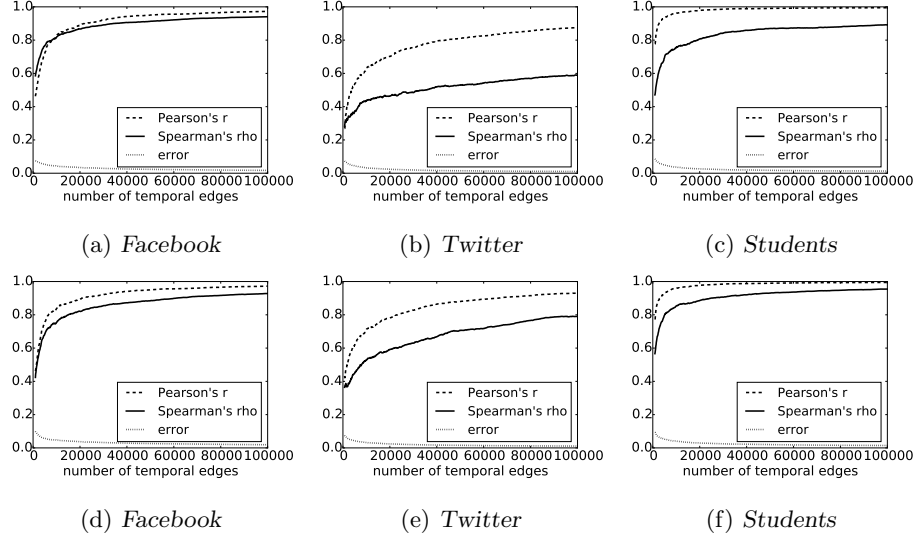 1.0
0.8
0.6
0.4
0.2
0.0
0 20000 40000 60000 80000 100000
number of temporal edges
Pearson's r
Spearman's rho
error
(a) Facebook
1.0
0.8
0.6
0.4
0.2
0.0
0 20000 40000 60000 80000 100000
number of temporal edges
Pearson's r
Spearman's rho
error
(b) Twitter
1.0
0.8
0.6
0.4
0.2
0.0
0 20000 40000 60000 80000 100000
number of temporal edges
Pearson's r
Spearman's rho
error
(c) Students
1.0
0.8
0.6
0.4
0.2
0.0
0 20000 40000 60000 80000 100000
number of temporal edges
Pearson's r
Spearman's rho
error
(d) Facebook
1.0
0.8
0.6
0.4
0.2
0.0
0 20000 40000 60000 80000 100000
number of temporal edges
Pearson's r
Spearman's rho
error
(e) Twitter
1.0
0.8
0.6
0.4
0.2
0.0
0 20000 40000 60000 80000 100000
number of temporal edges
Pearson's r
Spearman's rho
error
(f) Students